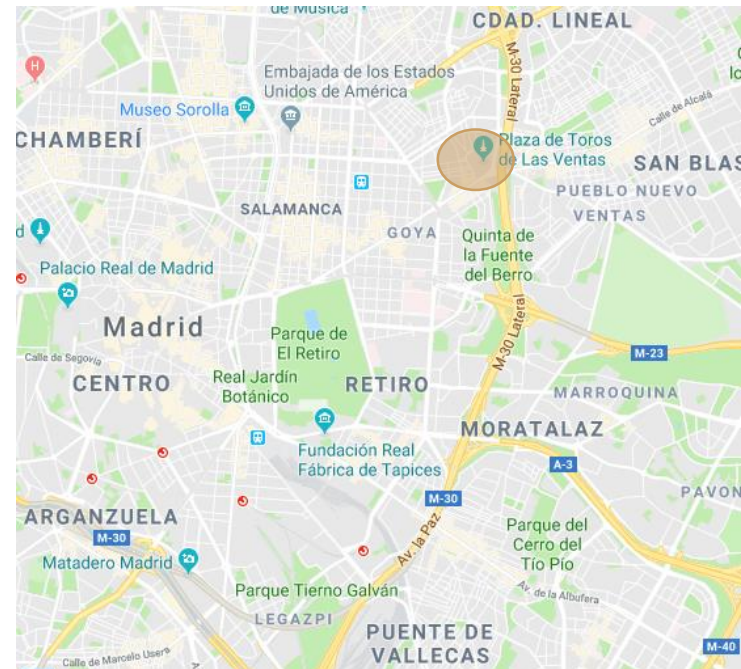 de Música
CDAD. LINEAL
M-30 Lateral
H
Embajada de los Estados
Unidos de América
Calle de Alcalá
Museo Sorolla
CHAMBERÍ
Plaza de Toros
de Las Ventas
SAN BLAS
PUEBLO NUEVO
VENTAS
SALAMANCA
GOYA
Quinta de
la Fuente
del Berro
Palacio Real de Madrid
M-30 Lateral
Madrid
Parque de
El Retiro
M-23
Calle de Segovia
CENTRO
Real Jardín
Botánico
RETIRO
MARROQUINA
MORATALAZ
Fundación Real
Fábrica de Tapices
A-3
M-30
PAVON
ARGANZUELA
M-30
Av. la Paz
Parque del
Cerro del
Tío Pío
Matadero Madrid
Parque Tierno Galván
Av. de la Albufera
LEGAZPI
PUENTE DE
VALLECAS
M-40
Calle de Marcelo Usera